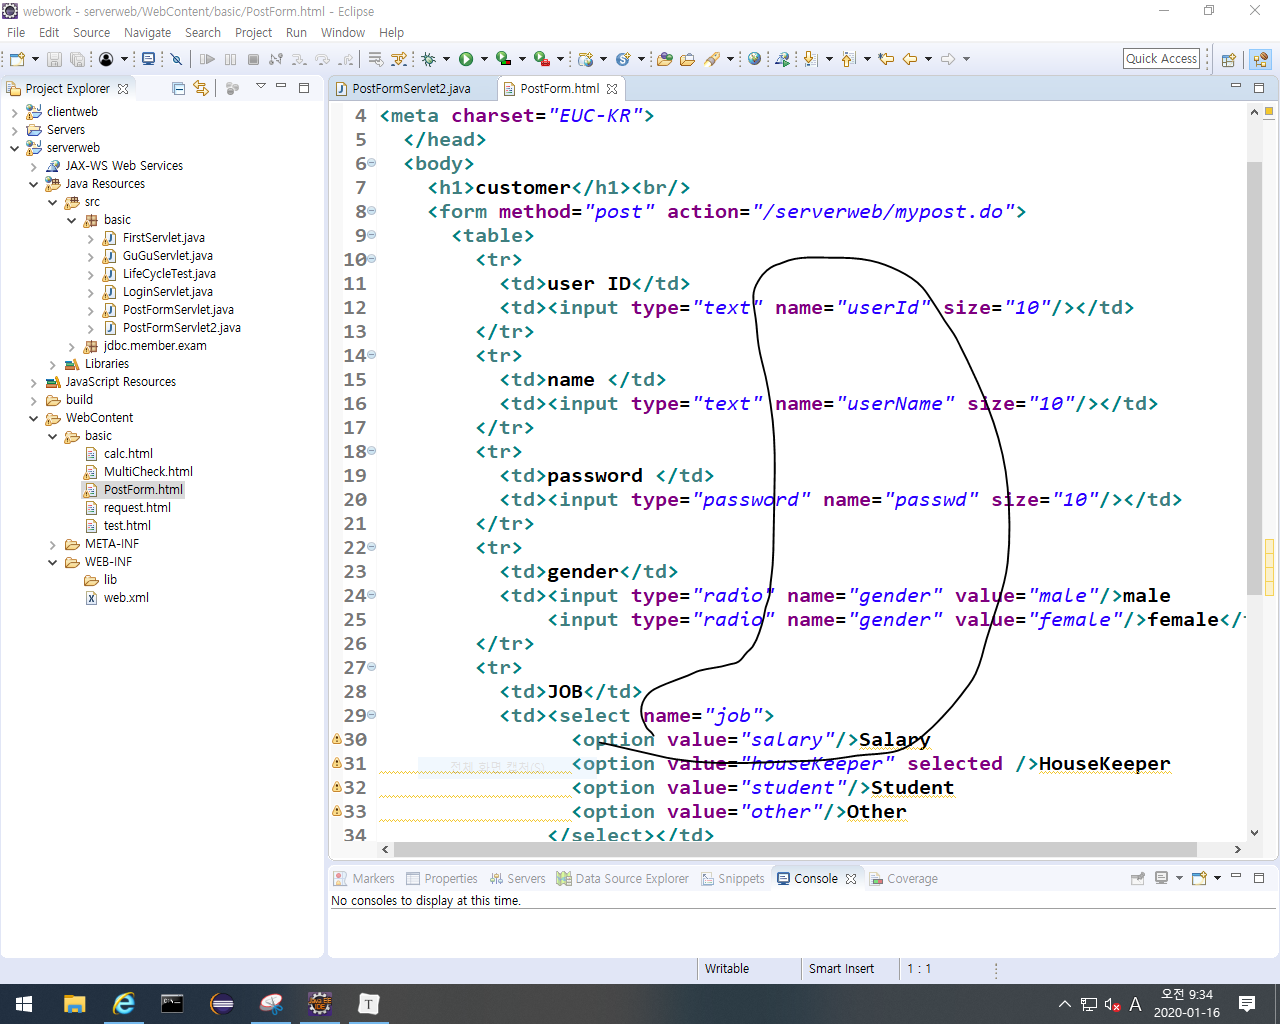 webwork - serverweb/WebContent/basic/PostForm.html - Eclipse
File Edit Source Navigate Search Project Run Window Help
Quick Access
Project Explorer
clientweb
Servers
serverweb
JAX-WS Web Services
Java Resources
src
basic
FirstServlet.java
GuGuServlet.java
LifeCycleTest.java
LoginServlet.java
PostFormServlet.java
PostFormServlet2.java
jdbc.member.exam
Libraries
JavaScript Resources
build
WebContent
basic
calc.html
MultiCheck.html
PostForm.html
request.html
test.html
META-INF
WEB-INF
lib
web.xml
PostFormServlet2.java PostForm.html
4 <meta charset="EUC-KR">
5 </head>
6 <body>
7 <h1>customer</h1><br/>
8 <form method="post" action="/serverweb/mypost.do">
9 <table>
10 <tr>
11 <td>user ID</td>
12 <td><input type="text" name="userId" size="10"/></td>
13 </tr>
14 <tr>
15 <td>name </td>
16 <td><input type="text" name="userName" size="10"/></td>
17 </tr>
18 <tr>
19 <td>password </td>
20 <td><input type="password" name="passwd" size="10"/></td>
21 </tr>
22 <tr>
23 <td>gender</td>
24 <td><input type="radio" name="gender" value="male"/>male
25 <input type="radio" name="gender" value="female"/>female</t
26 </tr>
27 <tr>
28 <td>JOB</td>
29 <td><select name="job">
30 <option value="salary"/>Salary
31 <option value="houseKeeper" selected />HouseKeeper
전체 화면 캡처(S)
32 <option value="student"/>Student
33 <option value="other"/>Other
34 </select></td>
Markers Properties Servers Data Source Explorer Snippets Console Coverage
No consoles to display at this time.
Writable Smart Insert 1 : 1
A 오전 9:34
2020-01-16